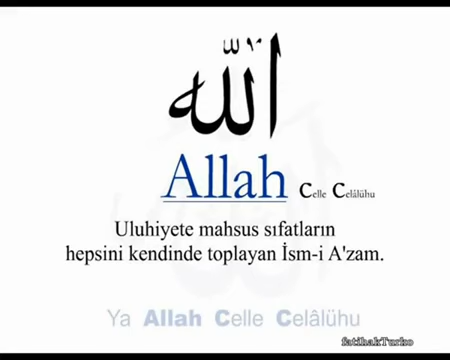 الله
Allah Celle Celâlühu
Uluhiyete mahsus sıfatların
hepsini kendinde toplayan İsm-i A'zam.
Ya Allah Celle Celâlühu
fatihakTurko